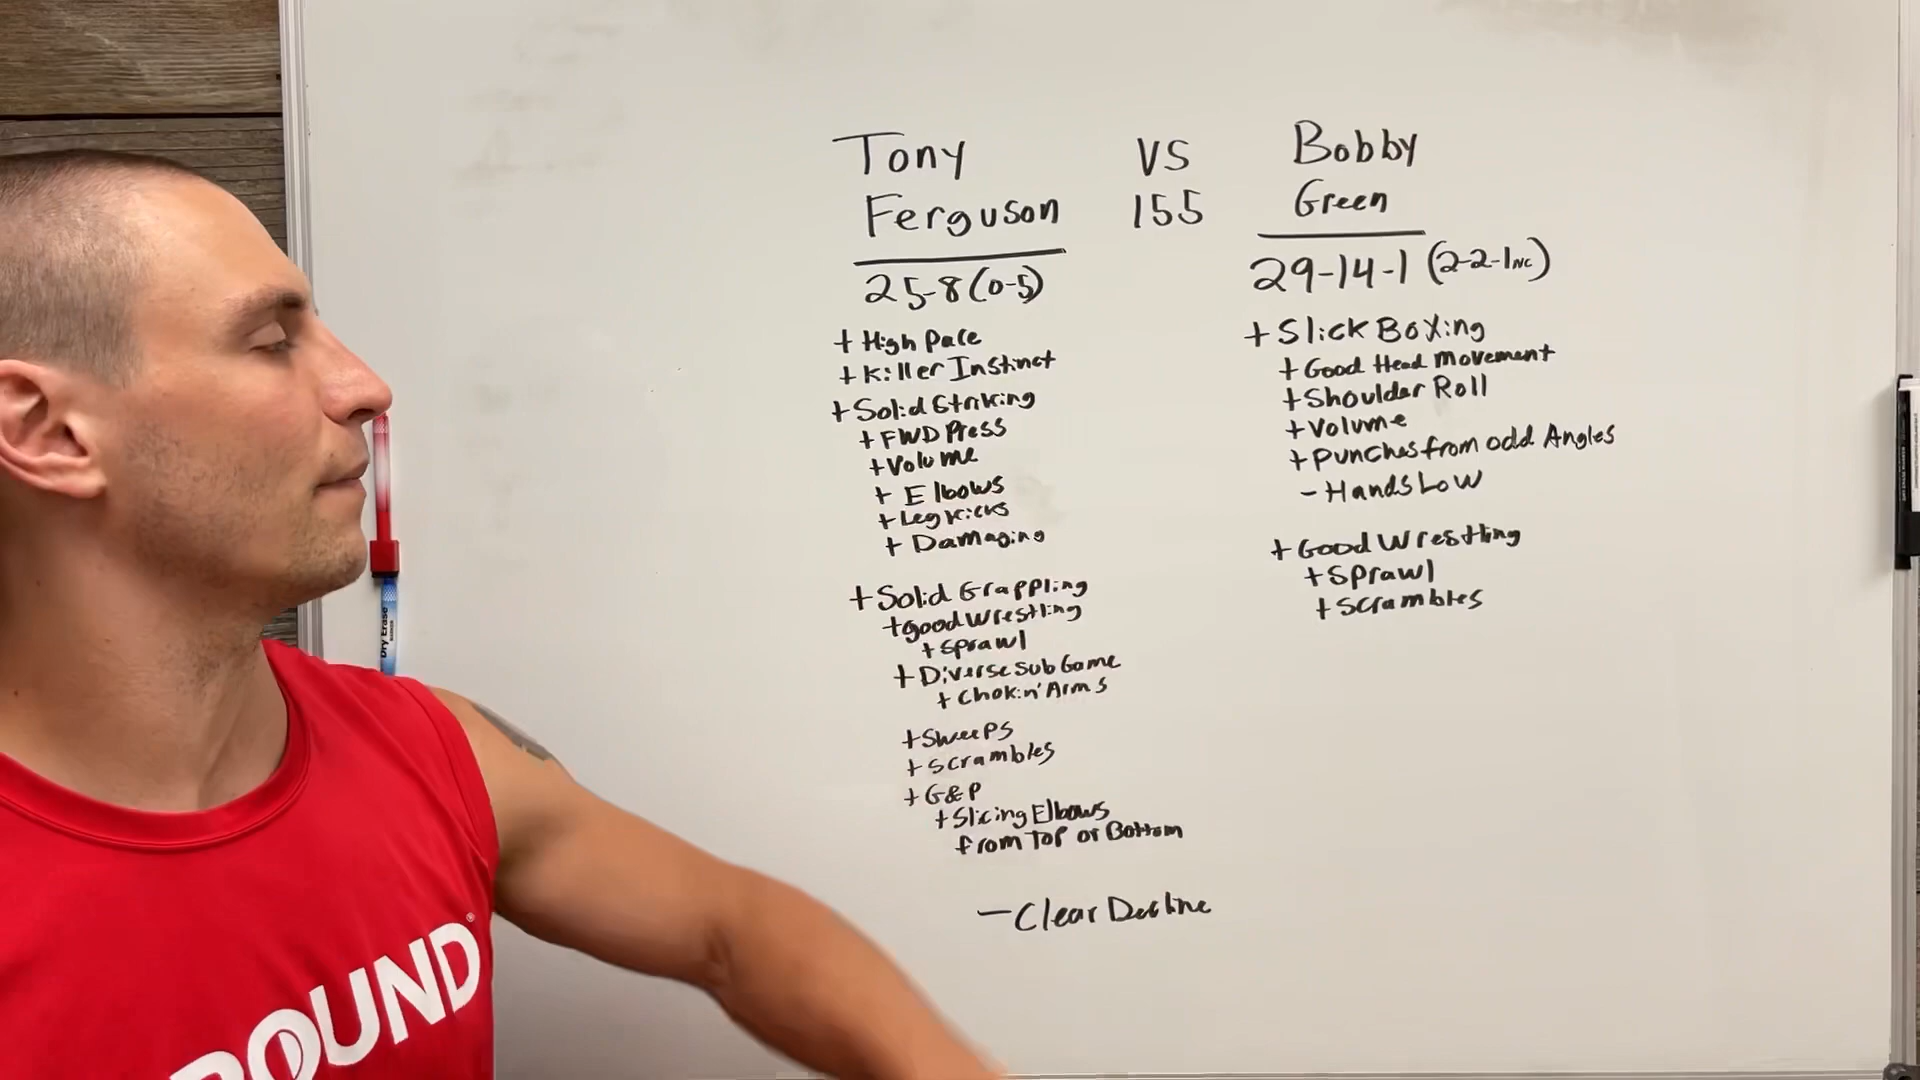 Tony
Ferguson
25-8 (0-5)
+ High Pace
+ Killer Instinct
+ Solid Striking
+ FWD Press
+ Volume
+ Elbows
+ Leg Kicks
+ Damaging
+ Solid Grappling
+ good Wrestling
+ Sprawl
+ Diverse Sub Game
+ Chokin' Arms
+ Sweeps
+ Scrambles
+ G&P
+ Slicing Elbows
from Top or Bottom
- Clear Decline
VS
155
Bobby
Green
29-14-1 (2-2-1NC)
+ Slick Boxing
+ Good Head Movement
+ Shoulder Roll
+ Volume
+ Punches from odd Angles
- Hands Low
+ Good Wrestling
+ Sprawl
+ Scrambles
Dry Erase
MARKER
ROUND®